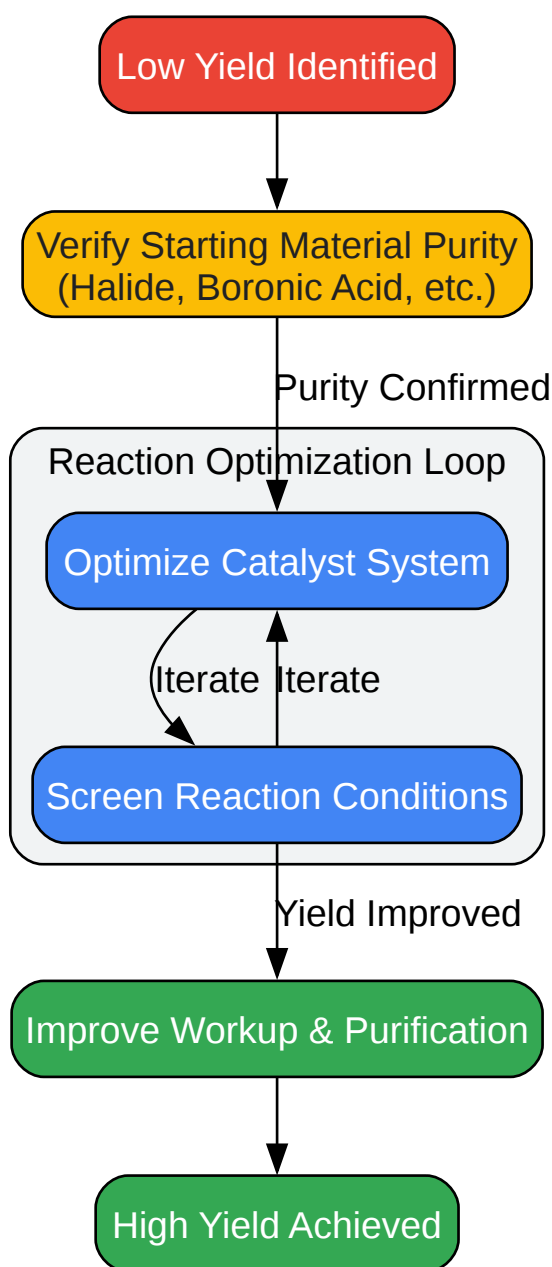 Low Yield Identified
Verify Starting Material Purity
(Halide, Boronic Acid, etc.)
Purity Confirmed
Reaction Optimization Loop
Optimize Catalyst System
Iterate
Iterate
Screen Reaction Conditions
Yield Improved
Improve Workup & Purification
High Yield Achieved